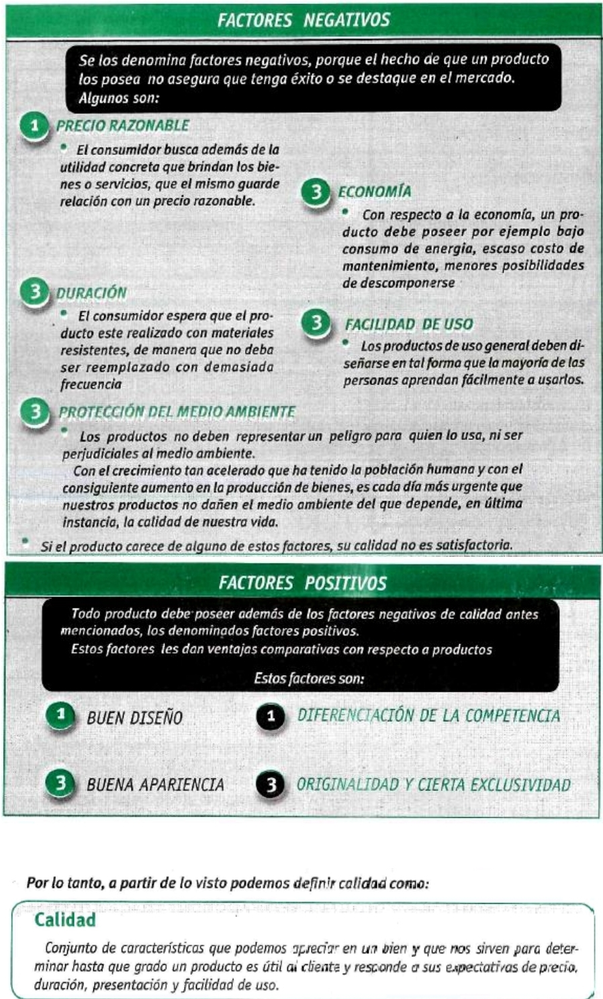 FACTORES NEGATIVOS
Se los denomina factores negativos, porque el hecho de que un producto
los posea no asegura que tenga éxito o se destaque en el mercado.
Algunos son:
1 PRECIO RAZONABLE
• El consumidor busca además de la
utilidad concreta que brindan los bie-
nes o servicios, que el mismo guarde
relación con un precio razonable.
3 ECONOMÍA
• Con respecto a la economía, un pro-
ducto debe poseer por ejemplo bajo
consumo de energía, escaso costo de
mantenimiento, menores posibilidades
de descomponerse
3 DURACIÓN
• El consumidor espera que el pro-
ducto este realizado con materiales
resistentes, de manera que no deba
ser reemplazado con demasiada
frecuencia
3 FACILIDAD DE USO
• Los productos de uso general deben di-
señarse en tal forma que la mayoría de las
personas aprendan fácilmente a usarlos.
3 PROTECCIÓN DEL MEDIO AMBIENTE
• Los productos no deben representar un peligro para quien lo usa, ni ser
perjudiciales al medio ambiente.
Con el crecimiento tan acelerado que ha tenido la población humana y con el
consiguiente aumento en la producción de bienes, es cada día más urgente que
nuestros productos no dañen el medio ambiente del que depende, en última
instancia, la calidad de nuestra vida.
• Si el producto carece de alguno de estos factores, su calidad no es satisfactoria.
FACTORES POSITIVOS
Todo producto debe poseer además de los factores negativos de calidad antes
mencionados, los denominados factores positivos.
Estos factores les dan ventajas comparativas con respecto a productos
Estos factores son:
1 BUEN DISEÑO
1 DIFERENCIACIÓN DE LA COMPETENCIA
3 BUENA APARIENCIA
3 ORIGINALIDAD Y CIERTA EXCLUSIVIDAD
Por lo tanto, a partir de lo visto podemos definir calidad como:
Calidad
Conjunto de características que podemos apreciar en un bien y que nos sirven para deter-
minar hasta que grado un producto es útil al cliente y responde a sus expectativas de precio,
duración, presentación y facilidad de uso.